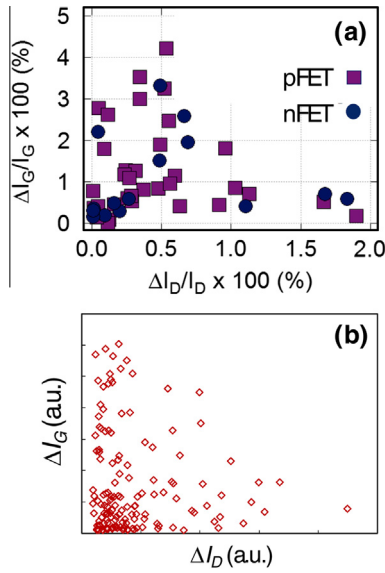 (a)
5
4
3
2
1
0
ΔI_G/I_G x 100 (%)
pFET
nFET
0.0 0.5 1.0 1.5 2.0
ΔI_D/I_D x 100 (%)
(b)
ΔI_G (a.u.)
ΔI_D (a.u.)